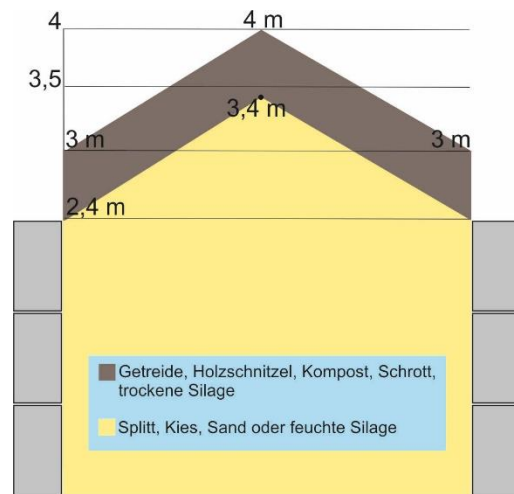 4
4 m
3,5
3,4 m
3 m
3 m
2,4 m
Getreide, Holzschnitzel, Kompost, Schrott,
trockene Silage
Splitt, Kies, Sand oder feuchte Silage